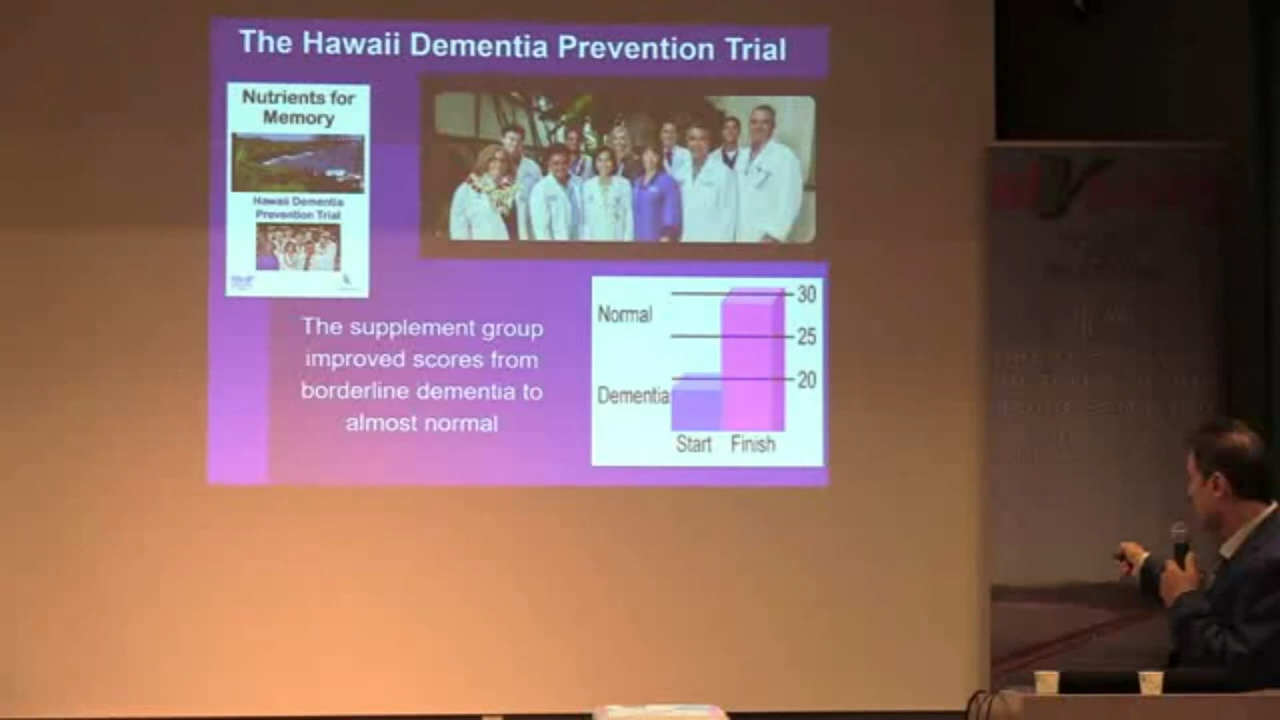 The Hawaii Dementia Prevention Trial
Nutrients for
Memory
Hawaii Dementia
Prevention Trial
The supplement group
improved scores from
borderline dementia to
almost normal
Normal
Dementia
30
25
20
Start Finish